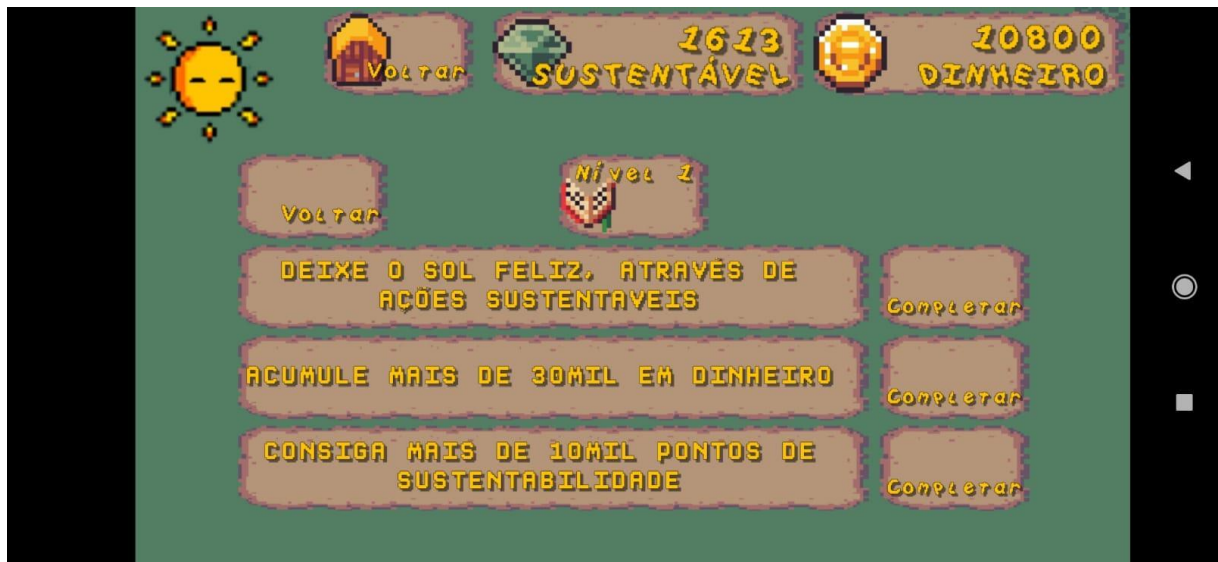 Voltar
1613
SUSTENTÁVEL
10800
DINHEIRO
Voltar
Nível 1
DEIXE O SOL FELIZ, ATRAVÉS DE
AÇÕES SUSTENTAVEIS
Completar
ACUMULE MAIS DE 30MIL EM DINHEIRO
Completar
CONSIGA MAIS DE 10MIL PONTOS DE
SUSTENTABILIDADE
Completar